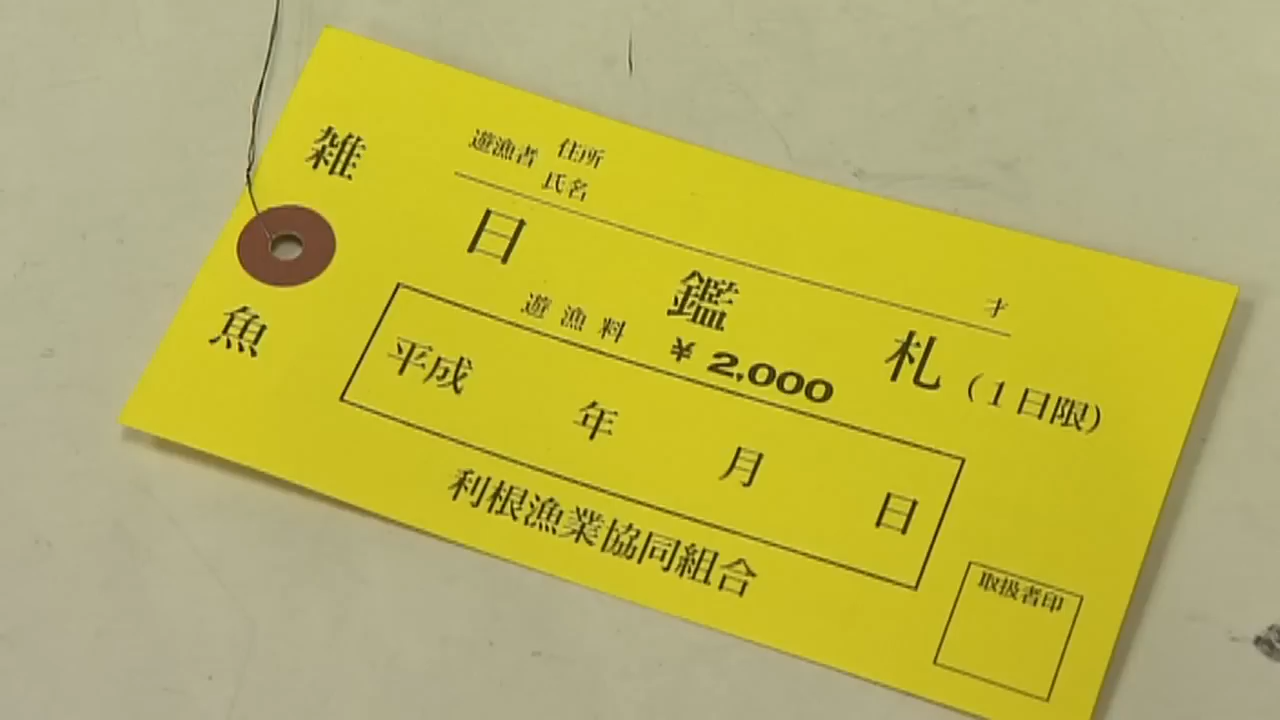 雑魚
遊漁者 住所
氏名
才
日鑑札(1日限)
遊漁料 ¥2,000
平成 年 月 日
利根漁業協同組合
取扱者印